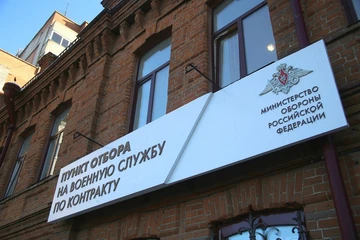 ПУНКТ ОТБОРА
НА ВОЕННУЮ СЛУЖБУ
ПО КОНТРАКТУ
МИНИСТЕРСТВО
ОБОРОНЫ
РОССИЙСКОЙ
ФЕДЕРАЦИИ